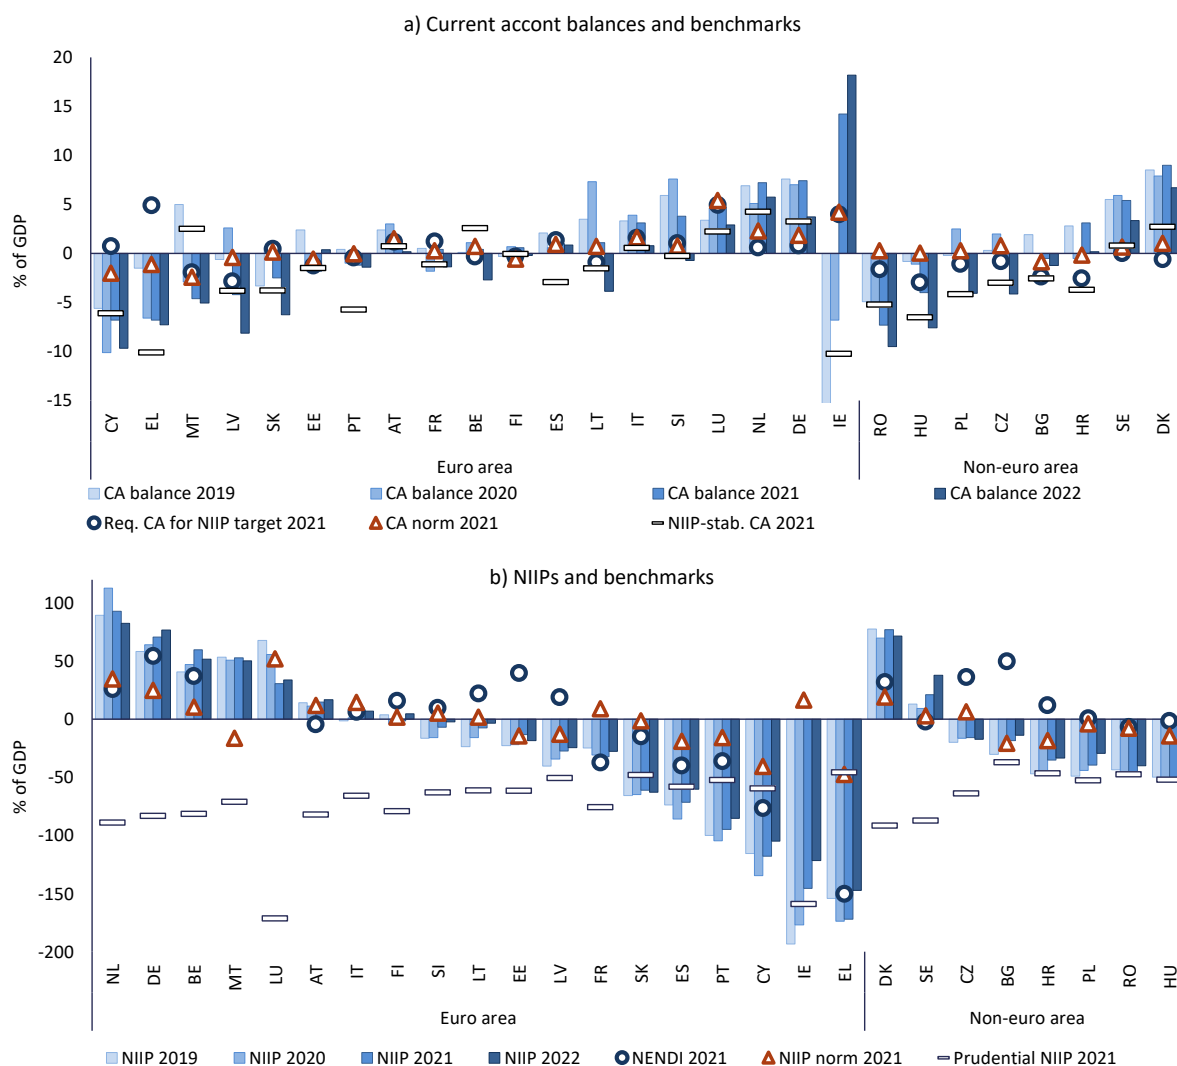 a) Current accont balances and benchmarks
% of GDP
20
15
10
5
0
-5
-10
-15
CY EL MT LV SK EE PT AT FR BE FI ES LT IT SI LU NL DE IE RO HU PL CZ BG HR SE DK
Euro area Non-euro area
CA balance 2019 CA balance 2020 CA balance 2021 CA balance 2022
Req. CA for NIIP target 2021 CA norm 2021 NIIP-stab. CA 2021
b) NIIPs and benchmarks
% of GDP
100
50
0
-50
-100
-150
-200
NL DE BE MT LU AT IT FI SI LT EE LV FR SK ES PT CY IE EL DK SE CZ BG HR PL RO HU
Euro area Non-euro area
NIIP 2019 NIIP 2020 NIIP 2021 NIIP 2022 NENDI 2021 NIIP norm 2021 Prudential NIIP 2021